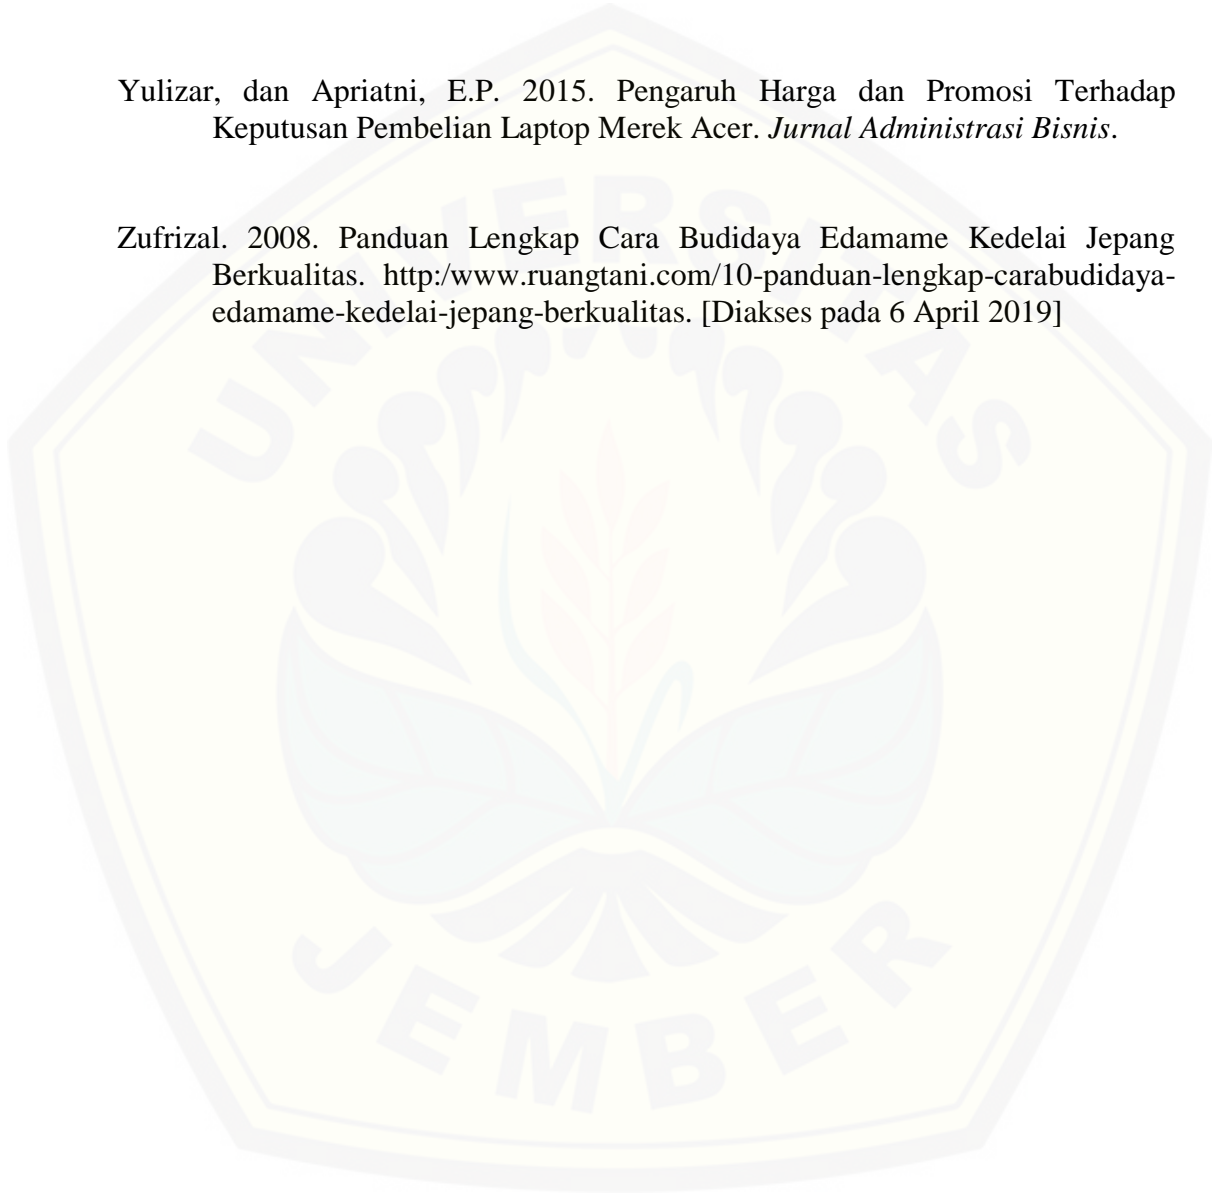 Yulizar, dan Apriatni, E.P. 2015. Pengaruh Harga dan Promosi Terhadap
Keputusan Pembelian Laptop Merek Acer. Jurnal Administrasi Bisnis.
Zufrizal. 2008. Panduan Lengkap Cara Budidaya Edamame Kedelai Jepang
Berkualitas. http:/www.ruangtani.com/10-panduan-lengkap-carabudidaya-
edamame-kedelai-jepang-berkualitas. [Diakses pada 6 April 2019]
UNIVERSITAS
JEMBER